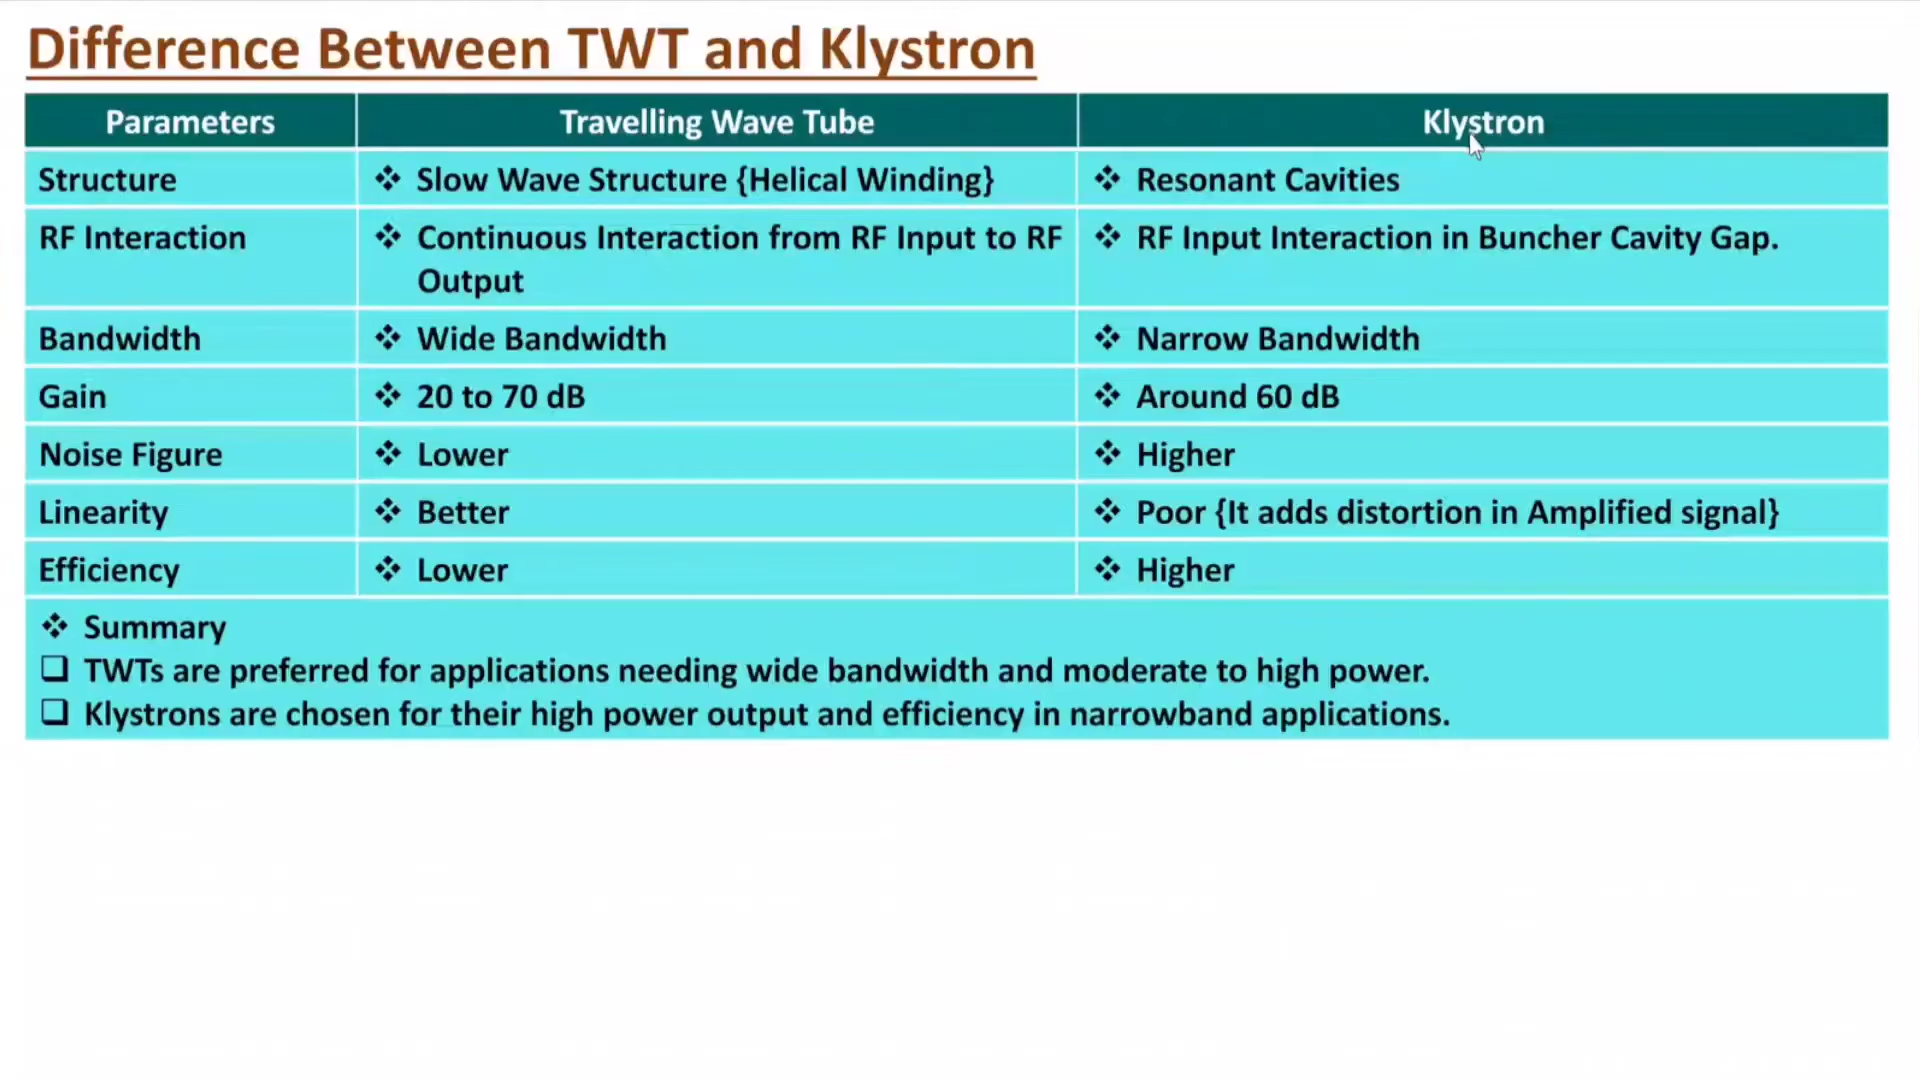 Difference Between TWT and Klystron
Parameters Travelling Wave Tube Klystron
Structure ❖ Slow Wave Structure {Helical Winding} ❖ Resonant Cavities
RF Interaction ❖ Continuous Interaction from RF Input to RF ❖ RF Input Interaction in Buncher Cavity Gap.
Output
Bandwidth ❖ Wide Bandwidth ❖ Narrow Bandwidth
Gain ❖ 20 to 70 dB ❖ Around 60 dB
Noise Figure ❖ Lower ❖ Higher
Linearity ❖ Better ❖ Poor {It adds distortion in Amplified signal}
Efficiency ❖ Lower ❖ Higher
❖ Summary
❑ TWTs are preferred for applications needing wide bandwidth and moderate to high power.
❑ Klystrons are chosen for their high power output and efficiency in narrowband applications.